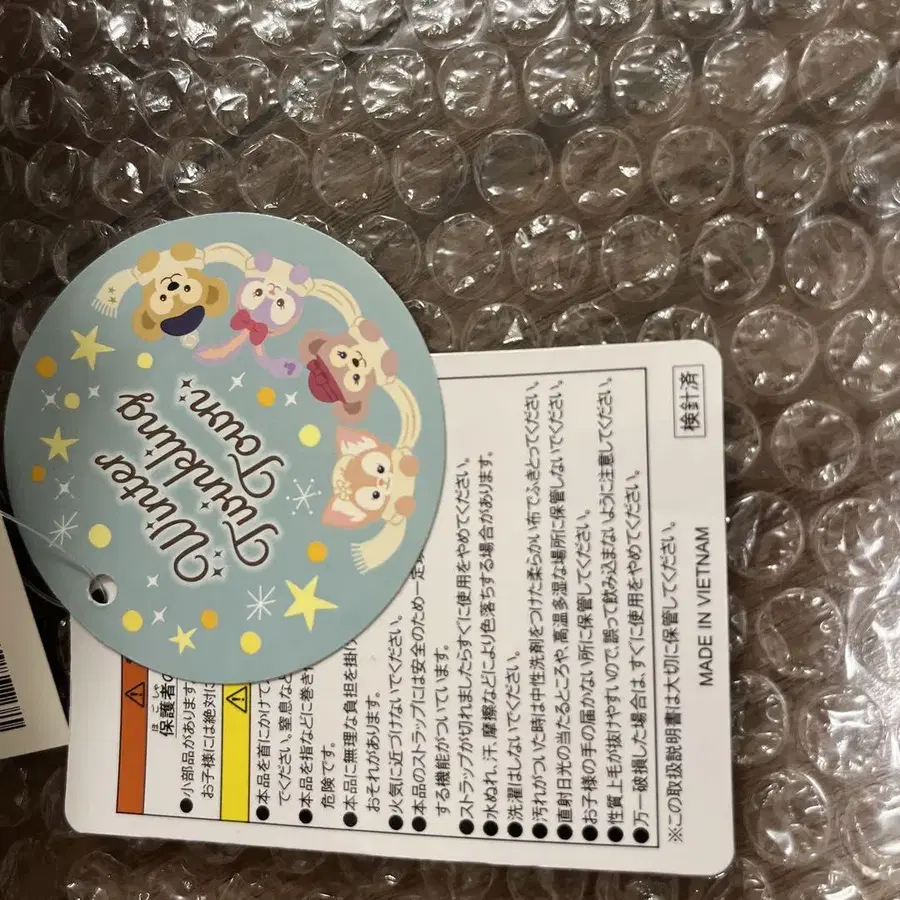 Winter
Twinkling
Town
保護者の
ほごしゃ
●小部品があります
お子様には絶対に
●本品を首にかけて
でください。窒息など
●本品を指などに巻き
危険です。
●本品に無理な負担を掛け
おそれがあります。
●火気に近づけないでください。
●本品のストラップには安全のため一定
する機能がついています。
●ストラップが切れましたらすぐに使用をやめてください。
●水ぬれ、汗、摩擦などにより色落ちする場合があります。
●洗濯はしないでください。
●汚れがついた時は中性洗剤をつけた柔らかい布でふきとってください。
●直射日光の当たるところや、高温多湿な場所に保管しないでください。
●お子様の手の届かない所に保管してください。
●性質上毛が抜けやすいので、誤って飲み込まないように注意してください。
●万一破損した場合は、すぐに使用をやめてください。
※この取扱説明書は大切に保管してください。
MADE IN VIETNAM
検針済